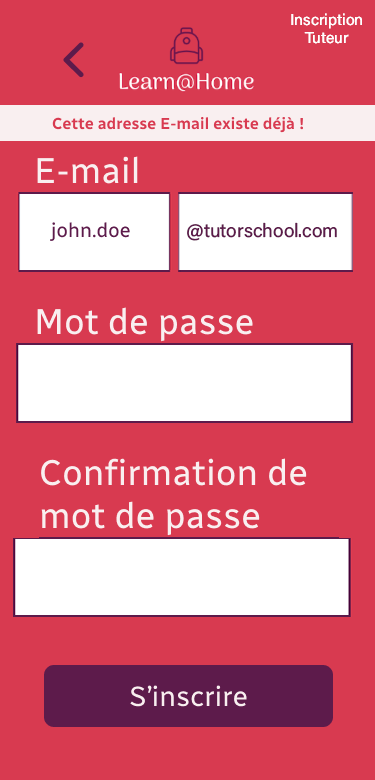 Inscription
Tuteur
Learn@Home
Cette adresse E-mail existe déjà !
E-mail
john.doe
@tutorschool.com
Mot de passe
Confirmation de
mot de passe
S’inscrire